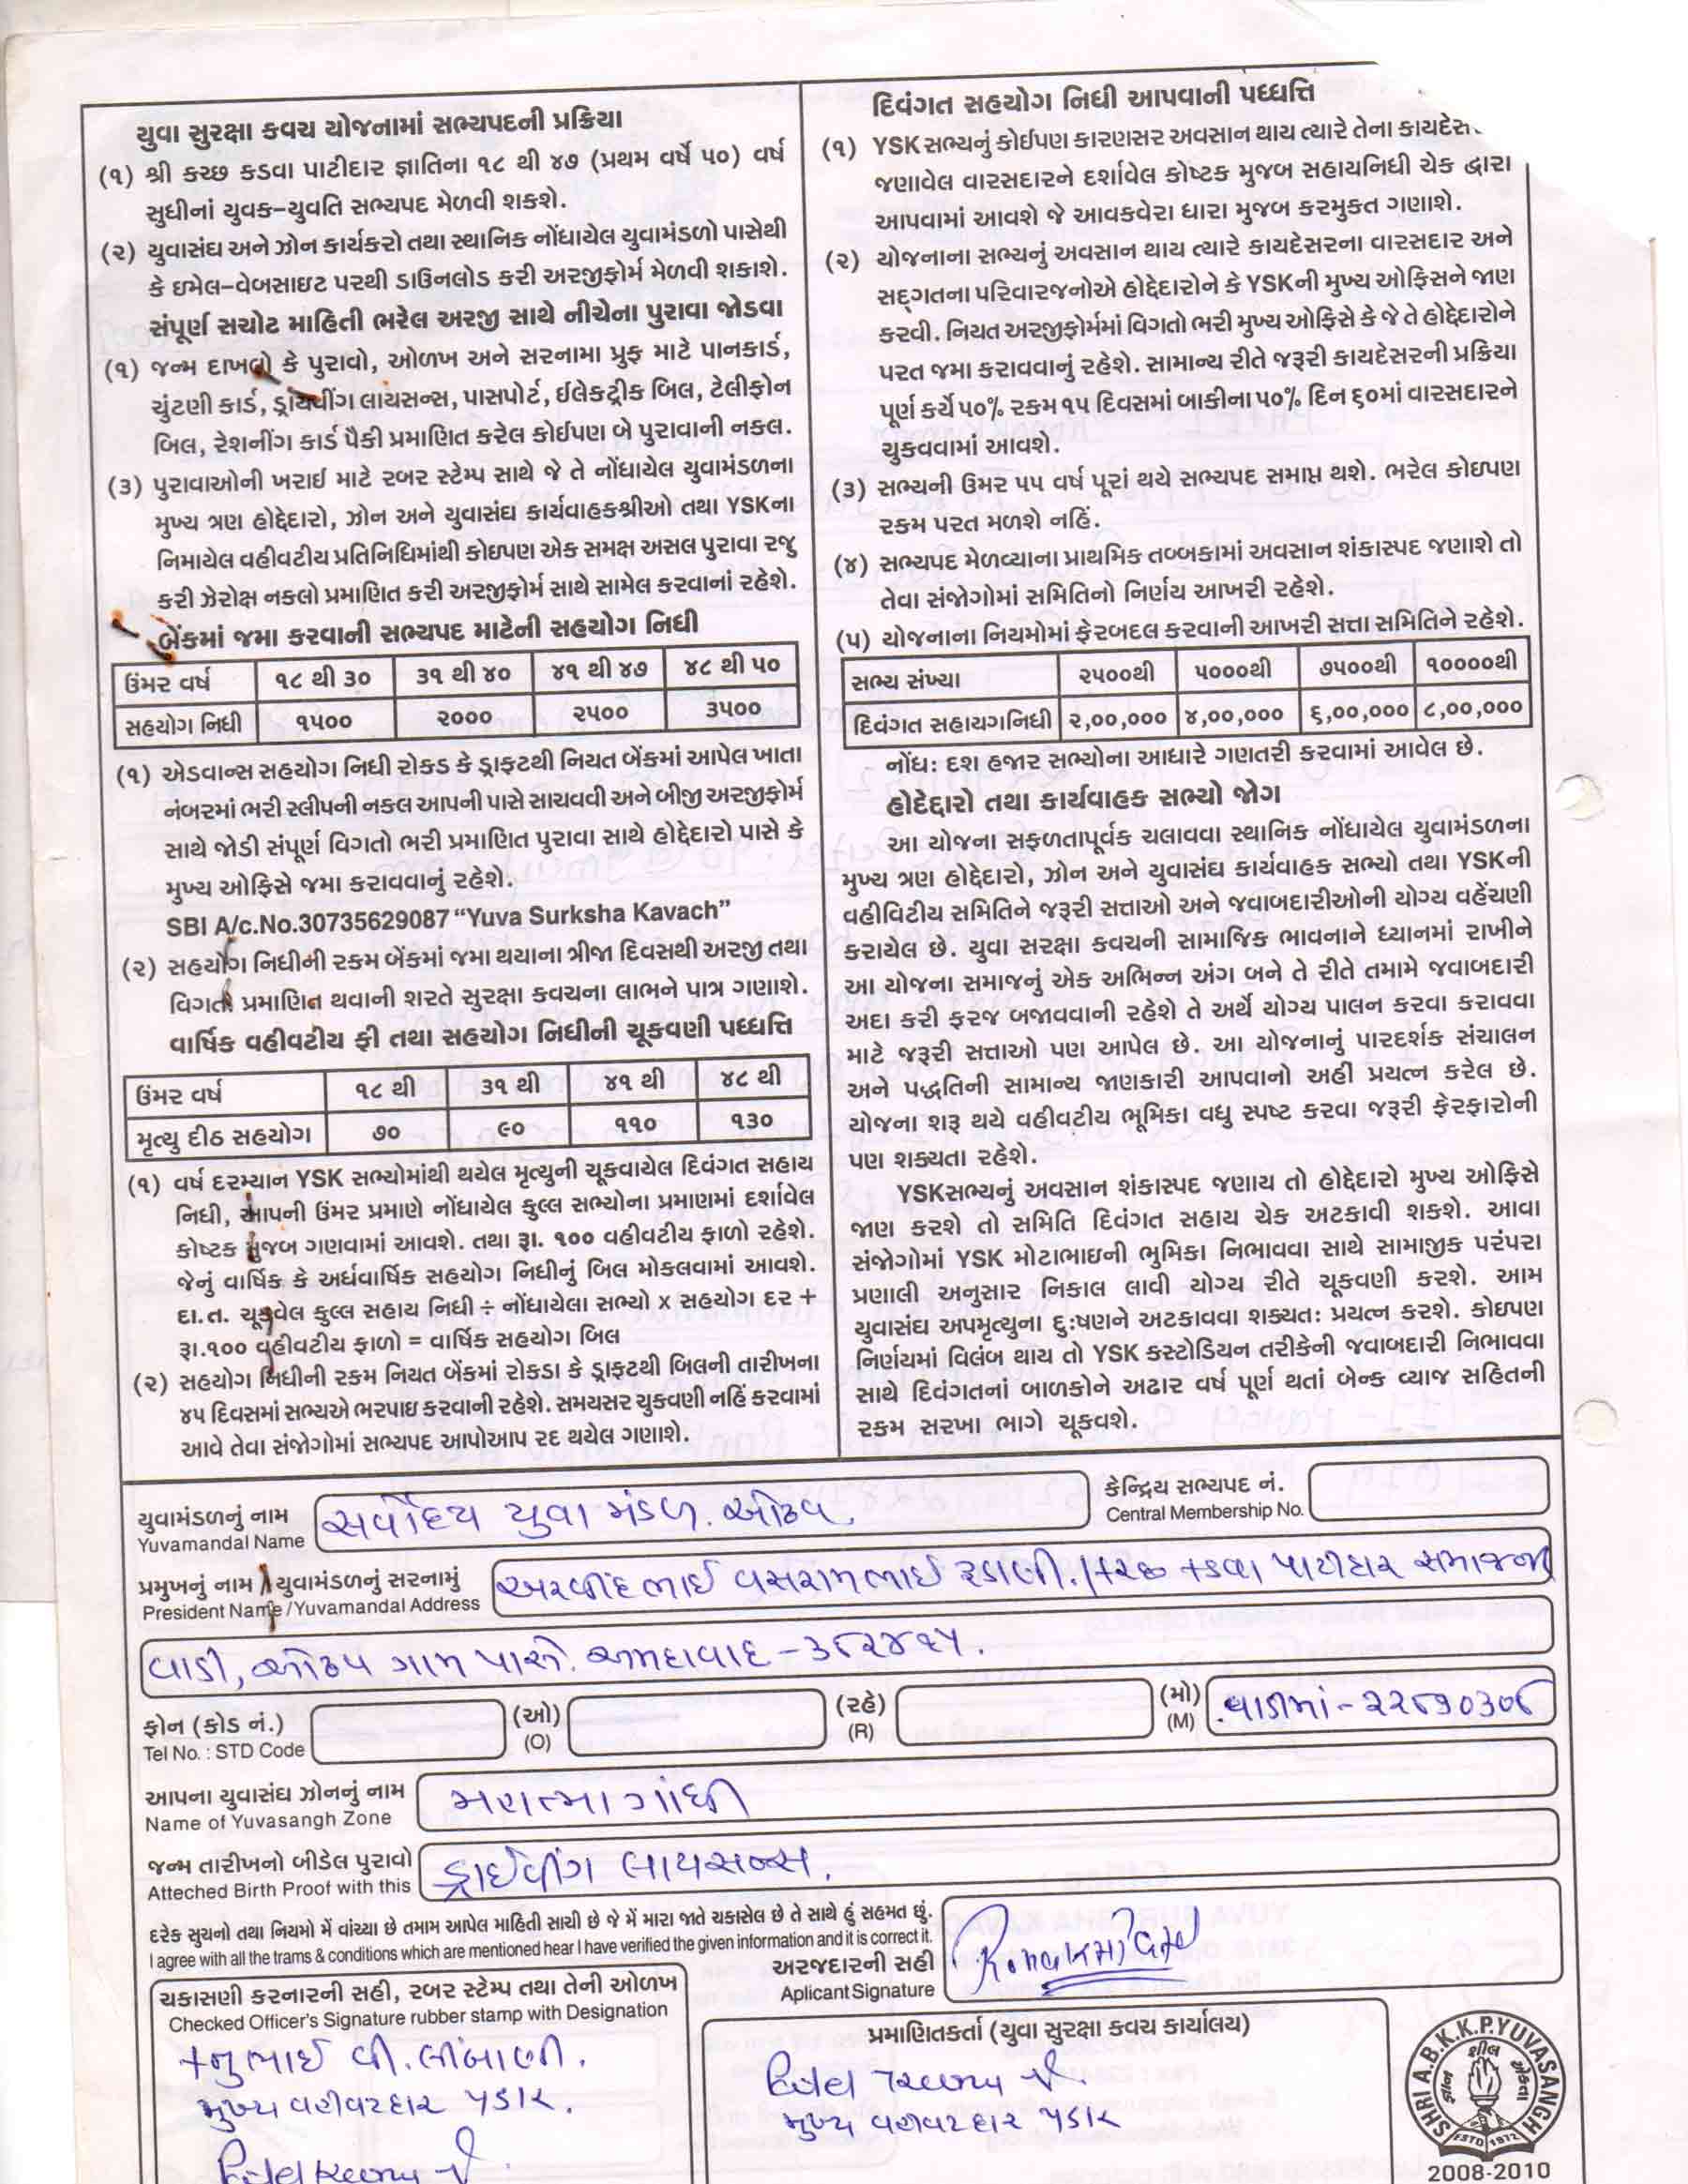 યુવા સુરક્ષા કવચ યોજનામાં સભ્યપદની પ્રક્રિયા
(૧) શ્રી કચ્છ કડવા પાટીદાર જ્ઞાતિના ૧૮ થી ૪૭ (પ્રથમ વર્ષે ૫૦) વર્ષ
સુધીનાં યુવક-યુવતિ સભ્યપદ મેળવી શકશે.
(૨) યુવાસંઘ અને ઝોન કાર્યકરો તથા સ્થાનિક નોંધાયેલ યુવામંડળો પાસેથી
કે ઇમેલ-વેબસાઇટ પરથી ડાઉનલોડ કરી અરજીફોર્મ મેળવી શકાશે.
સંપૂર્ણ સચોટ માહિતી ભરેલ અરજી સાથે નીચેના પુરાવા જોડવા
(૧) જન્મ દાખલો કે પુરાવો, ઓળખ અને સરનામા પ્રુફ માટે પાનકાર્ડ,
ચુંટણી કાર્ડ, ડ્રાયવીંગ લાયસન્સ, પાસપોર્ટ, ઈલેકટ્રીક બિલ, ટેલીફોન
બિલ, રેશનીંગ કાર્ડ પૈકી પ્રમાણિત કરેલ કોઈપણ બે પુરાવાની નકલ.
(૩) પુરાવાઓની ખરાઈ માટે રબર સ્ટેમ્પ સાથે જે તે નોંધાયેલ યુવામંડળના
મુખ્ય ત્રણ હોદ્દેદારો, ઝોન અને યુવાસંઘ કાર્યવાહકશ્રીઓ તથા YSKના
નિમાયેલ વહીવટીય પ્રતિનિધિમાંથી કોઇપણ એક સમક્ષ અસલ પુરાવા રજુ
કરી ઝેરોક્ષ નકલો પ્રમાણિત કરી અરજીફોર્મ સાથે સામેલ કરવાનાં રહેશે.
બેંકમાં જમા કરવાની સભ્યપદ માટેની સહયોગ નિધી
ઉંમર વર્ષ ૧૮ થી ૩૦ ૩૧ થી ૪૦ ૪૧ થી ૪૭ ૪૮ થી ૫૦
સહયોગ નિધી ૧૫૦૦ ૨૦૦૦ ૨૫૦૦ ૩૫૦૦
(૧) એડવાન્સ સહયોગ નિધી રોકડ કે ડ્રાફટથી નિયત બેંકમાં આપેલ ખાતા
નંબરમાં ભરી સ્લીપની નકલ આપની પાસે સાચવવી અને બીજી અરજીફોર્મ
સાથે જોડી સંપૂર્ણ વિગતો ભરી પ્રમાણિત પુરાવા સાથે હોદ્દેદારો પાસે કે
મુખ્ય ઓફિસે જમા કરાવવાનું રહેશે.
SBI A/c.No.30735629087 “Yuva Surksha Kavach”
(૨) સહયોગ નિધીની રકમ બેંકમાં જમા થયાના ત્રીજા દિવસથી અરજી તથા
વિગતો પ્રમાણિત થવાની શરતે સુરક્ષા કવચના લાભને પાત્ર ગણાશે.
વાર્ષિક વહીવટીય ફી તથા સહયોગ નિધીની ચૂકવણી પધ્ધતિ
ઉંમર વર્ષ ૧૮ થી ૩૧ થી ૪૧ થી ૪૮ થી
મૃત્યુ દીઠ સહયોગ ૭૦ ૯૦ ૧૧૦ ૧૩૦
(૧) વર્ષ દરમ્યાન YSK સભ્યોમાંથી થયેલ મૃત્યુની ચૂકવાયેલ દિવંગત સહાય
નિધી, આપની ઉંમર પ્રમાણે નોંધાયેલ કુલ્લ સભ્યોના પ્રમાણમાં દર્શાવેલ
કોષ્ટક મુજબ ગણવામાં આવશે. તથા રૂા. ૧૦૦ વહીવટીય ફાળો રહેશે.
જેનું વાર્ષિક કે અર્ધવાર્ષિક સહયોગ નિધીનું બિલ મોકલવામાં આવશે.
દા.ત. ચૂકવેલ કુલ્લ સહાય નિધી ÷ નોંધાયેલા સભ્યો x સહયોગ દર +
રૂા.૧૦૦ વહીવટીય ફાળો = વાર્ષિક સહયોગ બિલ
(૨) સહયોગ નિધીની રકમ નિયત બેંકમાં રોકડા કે ડ્રાફટથી બિલની તારીખના
૪૫ દિવસમાં સભ્યએ ભરપાઇ કરવાની રહેશે. સમયસર ચુકવણી નહિં કરવામાં
આવે તેવા સંજોગોમાં સભ્યપદ આપોઆપ રદ થયેલ ગણાશે.
દિવંગત સહયોગ નિધી આપવાની પધ્ધતિ
(૧) YSK સભ્યનું કોઈપણ કારણસર અવસાન થાય ત્યારે તેના
જણાવેલ વારસદારને દર્શાવેલ કોષ્ટક મુજબ સહાયનિધી ચેક દ્વારા
આપવામાં આવશે જે આવકવેરા ધારા મુજબ કરમુક્ત ગણાશે.
(૨) યોજનાના સભ્યનું અવસાન થાય ત્યારે કાયદેસરના વારસદાર અને
સદ્ગતના પરિવારજનોએ હોદ્દેદારોને કે YSKની મુખ્ય ઓફિસને જાણ
કરવી. નિયત અરજીફોર્મમાં વિગતો ભરી મુખ્ય ઓફિસે કે જે તે હોદ્દેદારોને
પરત જમા કરાવવાનું રહેશે. સામાન્ય રીતે જરૂરી કાયદેસરની પ્રક્રિયા
પૂર્ણ કર્યે ૫૦% રકમ ૧૫ દિવસમાં બાકીના ૫૦% દિન ૬૦માં વારસદારને
ચુકવવામાં આવશે.
(૩) સભ્યની ઉંમર ૫૫ વર્ષ પૂરાં થયે સભ્યપદ સમાપ્ત થશે. ભરેલ કોઇપણ
રકમ પરત મળશે નહિં.
(૪) સભ્યપદ મેળવ્યાના પ્રાથમિક તબ્બકામાં અવસાન શંકાસ્પદ જણાશે તો
તેવા સંજોગોમાં સમિતિનો નિર્ણય આખરી રહેશે.
(૫) યોજનાના નિયમોમાં ફેરબદલ કરવાની આખરી સત્તા સમિતિને રહેશે.
સભ્ય સંખ્યા ૨૫૦૦થી ૫૦૦૦થી ૭૫૦૦થી ૧૦૦૦૦થી
દિવંગત સહાયગનિધી ૨,૦૦,૦૦૦ ૪,૦૦,૦૦૦ ૬,૦૦,૦૦૦ ૮,૦૦,૦૦૦
નોંધઃ દશ હજાર સભ્યોના આધારે ગણતરી કરવામાં આવેલ છે.
હોદેદ્દારો તથા કાર્યવાહક સભ્યો જોગ
આ યોજના સફળતાપૂર્વક ચલાવવા સ્થાનિક નોંધાયેલ યુવામંડળના
મુખ્ય ત્રણ હોદ્દેદારો, ઝોન અને યુવાસંઘ કાર્યવાહક સભ્યો તથા YSKની
વહીવિટીય સમિતિને જરૂરી સત્તાઓ અને જવાબદારીઓની યોગ્ય વહેંચણી
કરાયેલ છે. યુવા સરક્ષા કવચની સામાજિક ભાવનાને ધ્યાનમાં રાખીને
આ યોજના સમાજનું એક અભિન્ન અંગ બને તે રીતે તમામે જવાબદારી
અદા કરી ફરજ બજાવવાની રહેશે તે અર્થે યોગ્ય પાલન કરવા કરાવવા
માટે જરૂરી સત્તાઓ પણ આપેલ છે. આ યોજનાનું પારદર્શક સંચાલન
અને પદ્ધતિની સામાન્ય જાણકારી આપવાનો અહીં પ્રયત્ન કરેલ છે.
યોજના શરૂ થયે વહીવટીય ભૂમિકા વધુ સ્પષ્ટ કરવા જરૂરી ફેરફારોની
પણ શક્યતા રહેશે.
YSKસભ્યનું અવસાન શંકાસ્પદ જણાય તો હોદ્દેદારો મુખ્ય ઓફિસે
જાણ કરશે તો સમિતિ દિવંગત સહાય ચેક અટકાવી શકશે. આવા
સંજોગોમાં YSK મોટાભાઇની ભુમિકા નિભાવવા સાથે સામાજીક પરંપરા
પ્રણાલી અનુસાર નિકાલ લાવી યોગ્ય રીતે ચૂકવણી કરશે. આમ
યુવાસંઘ અપમૃત્યુના દુઃષણને અટકાવવા શક્યતઃ પ્રયત્ન કરશે. કોઇપણ
નિર્ણયમાં વિલંબ થાય તો YSK કસ્ટોડિયન તરીકેની જવાબદારી નિભાવવા
સાથે દિવંગતનાં બાળકોને અઢાર વર્ષ પૂર્ણ થતાં બેન્ક વ્યાજ સહિતની
રકમ સરખા ભાગે ચૂકવશે.
યુવામંડળનું નામ સર્વોદય યુવા મંડળ. ઓઢવ. કેન્દ્રિય સભ્યપદ નં.
Yuvamandal Name Central Membership No.
પ્રમુખનું નામ / યુવામંડળનું સરનામું અરવીંદભાઈ વસરામભાઈ રૂડાણી./કચ્છ કડવા પાટીદાર સમાજની
President Name / Yuvamandal Address
વાડી, ઓઢવ ગામ પાસે. અમદાવાદ - ૩૮૨૪૧૫.
ફોન (કોડ નં.) (ઓ) (રહે) (મો) વાડીમાં - ૨૨૮૭૦૩૦૮
Tel No. : STD Code (O) (R) (M)
આપના યુવાસંઘ ઝોનનું નામ મહાત્મા ગાંધી
Name of Yuvasangh Zone
જન્મ તારીખનો બીડેલ પુરાવો ડ્રાઈવીંગ લાયસન્સ.
Atteched Birth Proof with this
દરેક સુચનો તથા નિયમો મેં વાંચ્યા છે તમામ આપેલ માહિતી સાચી છે જે મેં મારા જાતે ચકાસેલ છે તે સાથે હું સહમત છું.
I agree with all the trams & conditions which are mentioned hear I have verified the given information and it is correct it.
અરજદારની સહી
Aplicant Signature
ચકાસણી કરનારની સહી, રબર સ્ટેમ્પ તથા તેની ઓળખ
Checked Officer's Signature rubber stamp with Designation
કનુભાઈ વી. લીંબાણી.
મુખ્ય વહીવટદાર YSK.
પ્રમાણિતકર્તા (યુવા સુરક્ષા કવચ કાર્યાલય)
મુખ્ય વહીવટદાર YSK
SHRI A.B.K.K.P.YUVASANGH
શીલ
એકતા
ESTD 1972
2008-2010